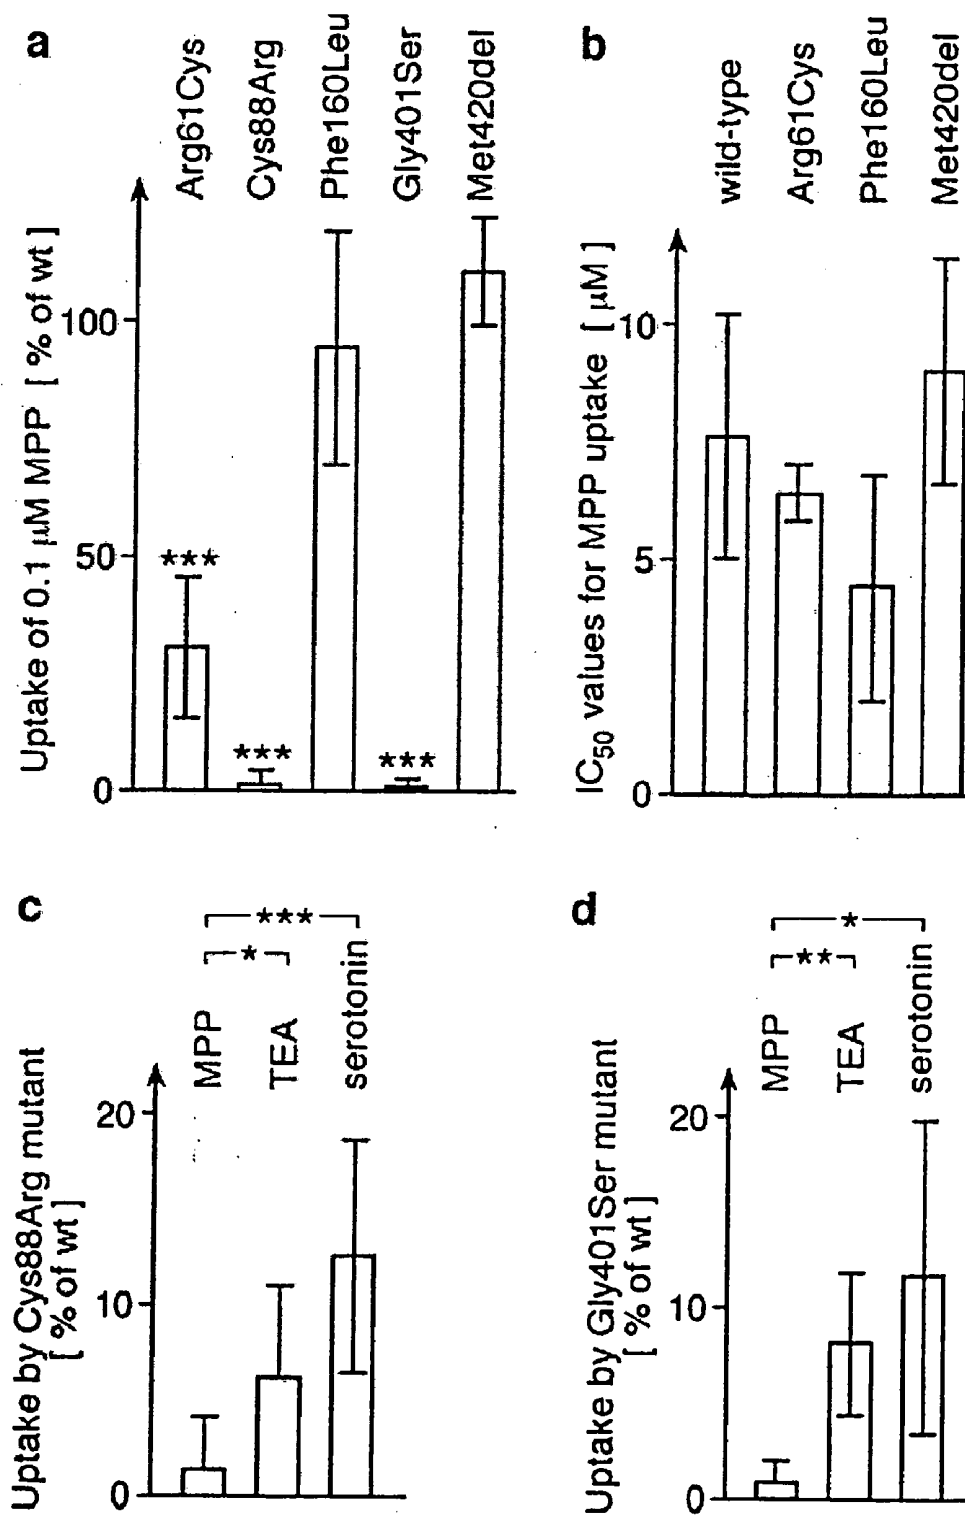 a
Arg61Cys
Cys88Arg
Phe160Leu
Gly401Ser
Met420del
Uptake of 0.1 μM MPP [ % of wt ]
100
50
0
***
***
***
b
wild-type
Arg61Cys
Phe160Leu
Met420del
IC50 values for MPP uptake [ μM ]
10
5
0
c
***
*
MPP
TEA
serotonin
Uptake by Cys88Arg mutant
[ % of wt ]
20
10
0
d
*
**
MPP
TEA
serotonin
Uptake by Gly401Ser mutant
[ % of wt ]
20
10
0